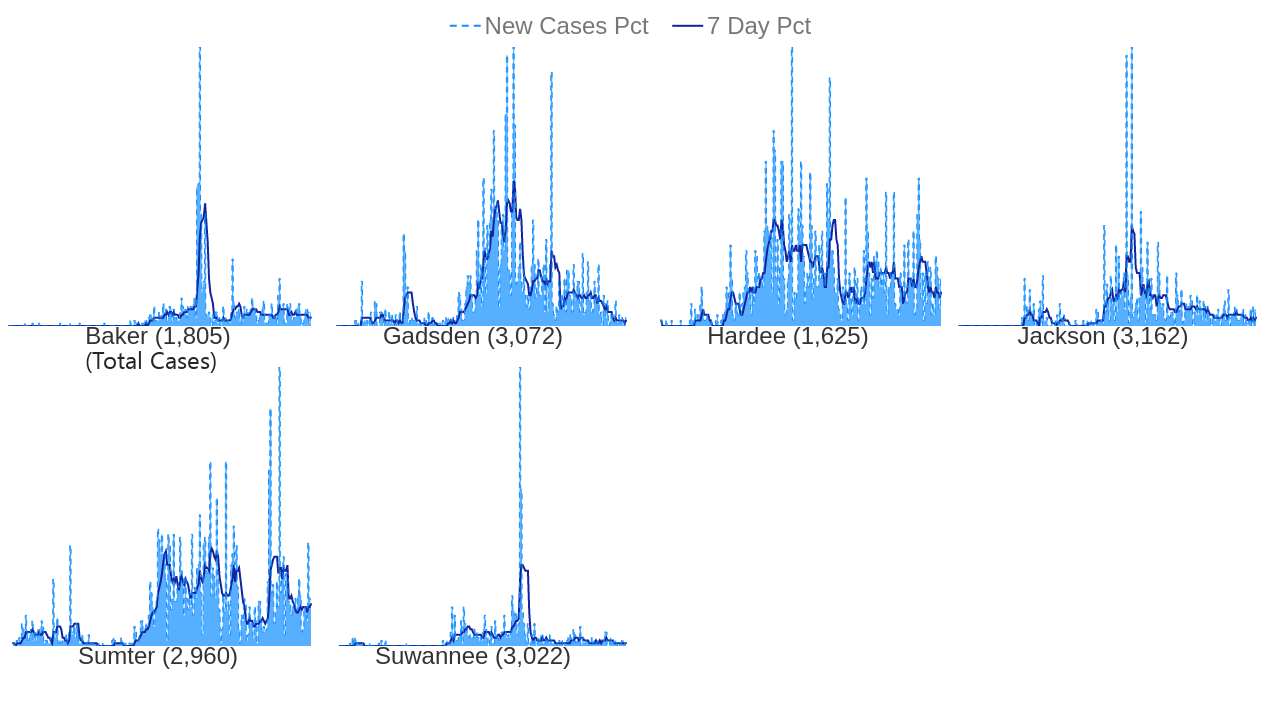 New Cases Pct 7 Day Pct
Baker (1,805)
(Total Cases)
Gadsden (3,072)
Hardee (1,625)
Jackson (3,162)
Sumter (2,960)
Suwannee (3,022)